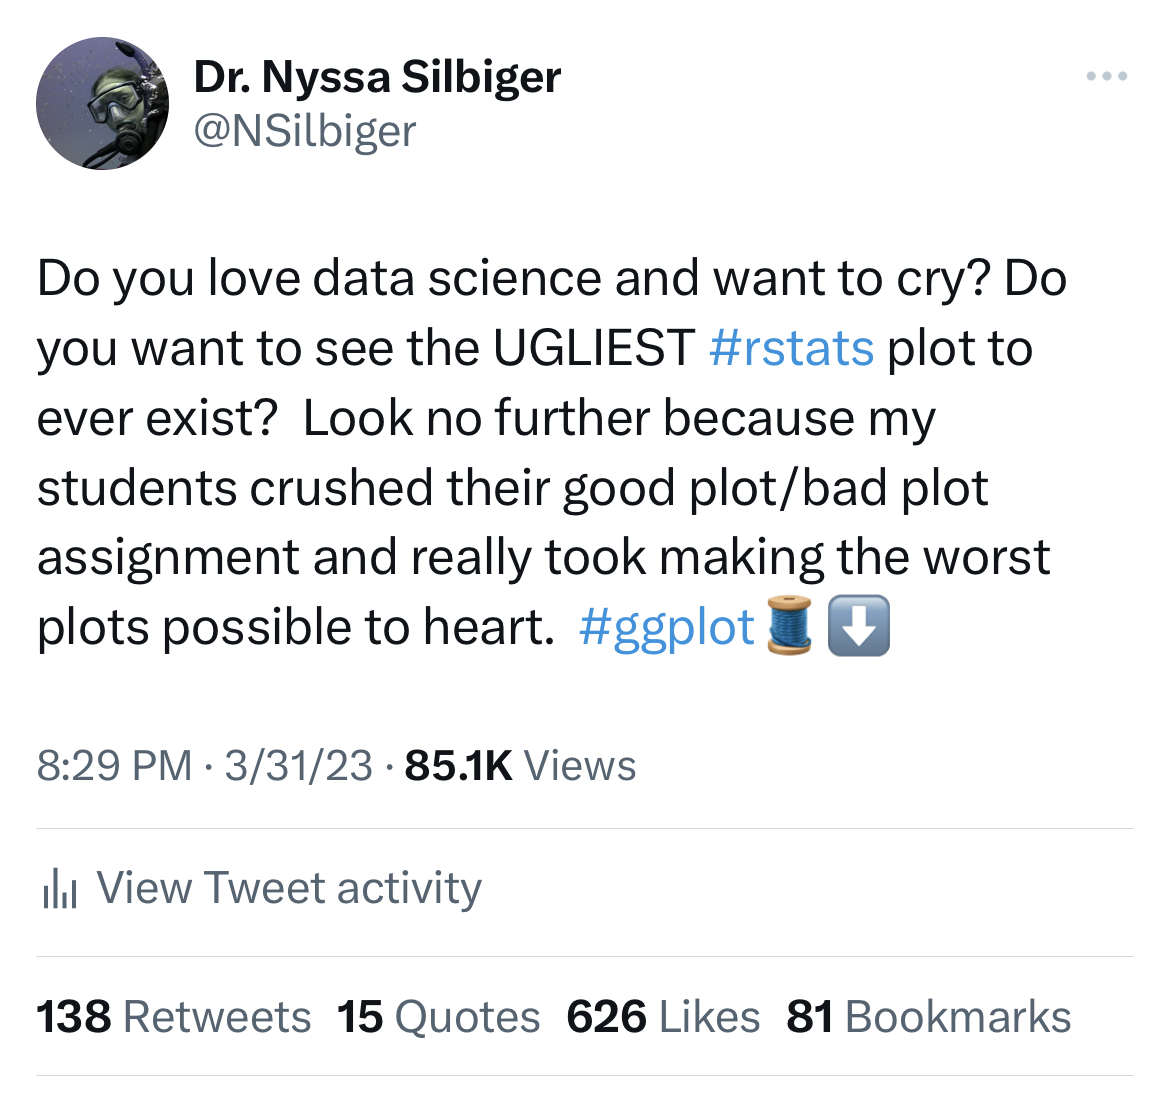 Dr. Nyssa Silbiger
@NSilbiger
Do you love data science and want to cry? Do
you want to see the UGLIEST #rstats plot to
ever exist?  Look no further because my
students crushed their good plot/bad plot
assignment and really took making the worst
plots possible to heart.  #ggplot🧵⬇️
8:29 PM · 3/31/23 · 85.1K Views
View Tweet activity
138 Retweets 15 Quotes 626 Likes 81 Bookmarks